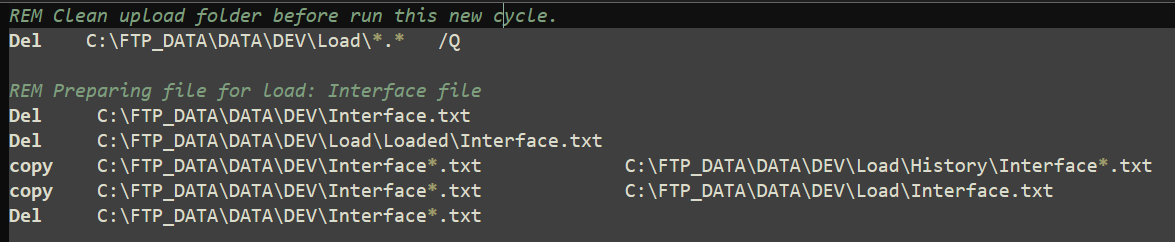 REM Clean upload folder before run this new cycle.
Del    C:\FTP_DATA\DATA\DEV\Load\*.*   /Q
REM Preparing file for load: Interface file
Del     C:\FTP_DATA\DATA\DEV\Interface.txt
Del     C:\FTP_DATA\DATA\DEV\Load\Loaded\Interface.txt
copy    C:\FTP_DATA\DATA\DEV\Interface*.txt             C:\FTP_DATA\DATA\DEV\Load\History\Interface*.txt
copy    C:\FTP_DATA\DATA\DEV\Interface*.txt             C:\FTP_DATA\DATA\DEV\Load\Interface.txt
Del     C:\FTP_DATA\DATA\DEV\Interface*.txt